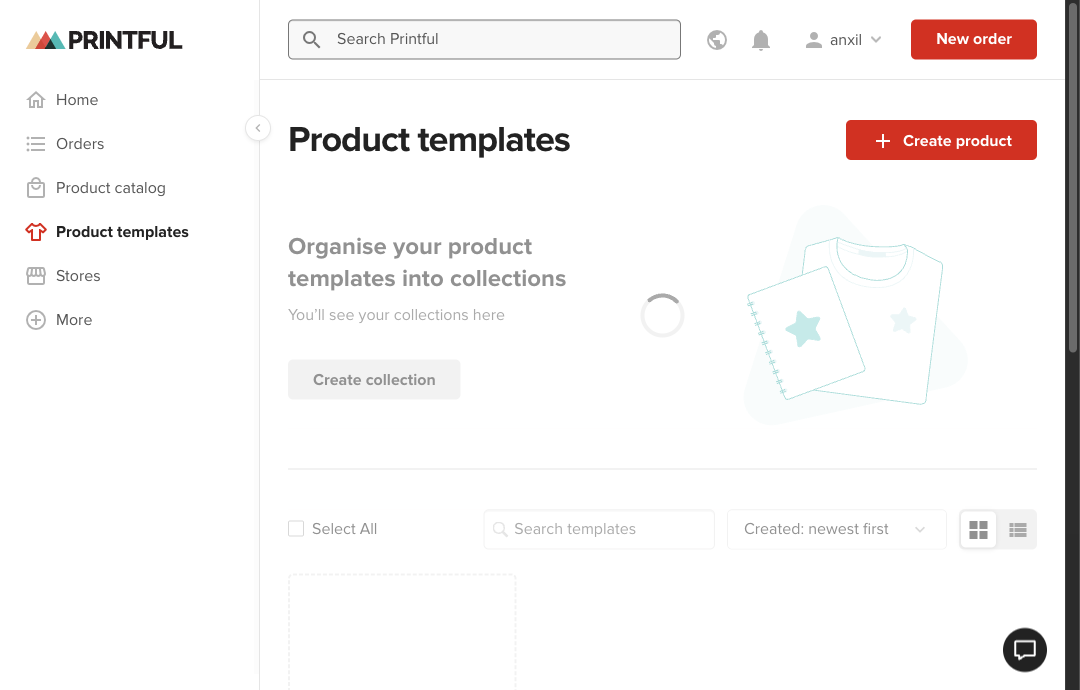 PRINTFUL
Search Printful
anxil
New order
Home
Orders
Product catalog
Product templates
Stores
More
Product templates
Create product
Organise your product
templates into collections
You'll see your collections here
Create collection
Select All
Search templates
Created: newest first